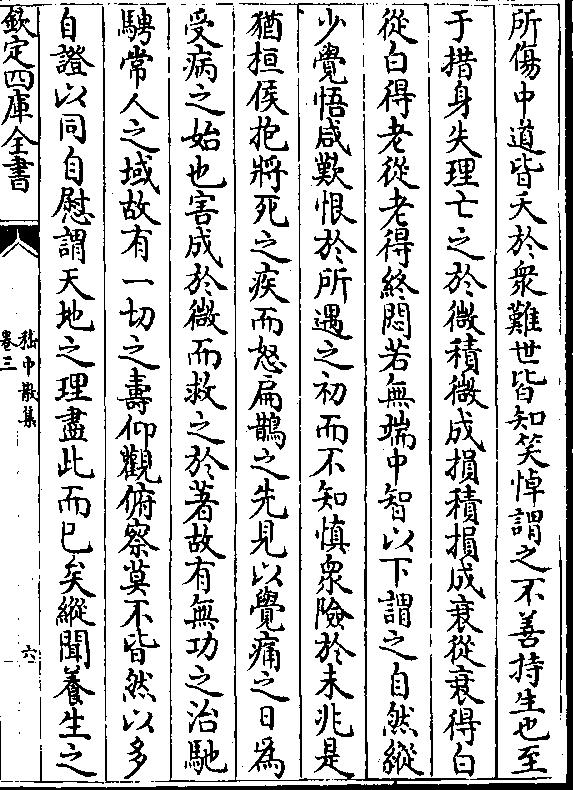 所傷中道皆夭於衆難世皆知笑悼謂之不善持生也至
于措身失理亡之於微積微成損積損成衰從衰得白
從白得老從老得終悶若無端中智以下謂之自然縱
少覺悟咸歎恨於所遇之初而不知慎衆險於未兆是
猶桓侯抱將死之疾而怒扁鵲之先見以覺痛之日爲
受病之始也害成於微而救之於著故有無功之治馳
騁常人之域故有一切之壽仰觀俯察莫不皆然以多
自證以同自慰謂天地之理盡此而已矣縱聞養生之
欽定四庫全書
嵇中散集
卷三
六